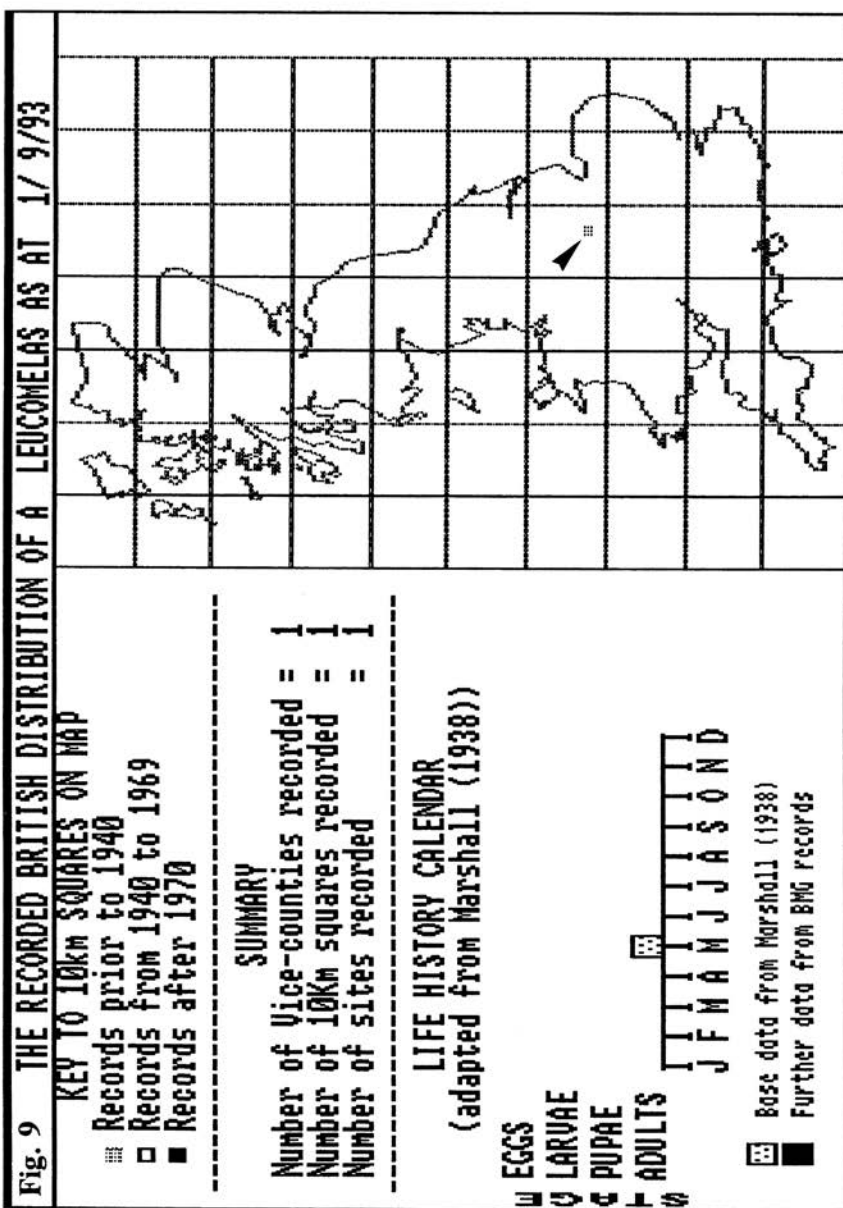 Fig. 9 THE RECORDED BRITISH DISTRIBUTION OF A LEUCOMELAS AS AT 1/ 9/93
KEY TO 10km SQUARES ON MAP
Records prior to 1940
Records from 1940 to 1969
Records after 1970
SUMMARY
Number of Vice-counties recorded = 1
Number of 10Km squares recorded = 1
Number of sites recorded = 1
LIFE HISTORY CALENDAR
(adapted from Marshall (1938))
EGGS
LARVAE
PUPAE
ADULTS
J F M A M J J A S O N D
Base data from Marshall (1938)
Further data from BMG records